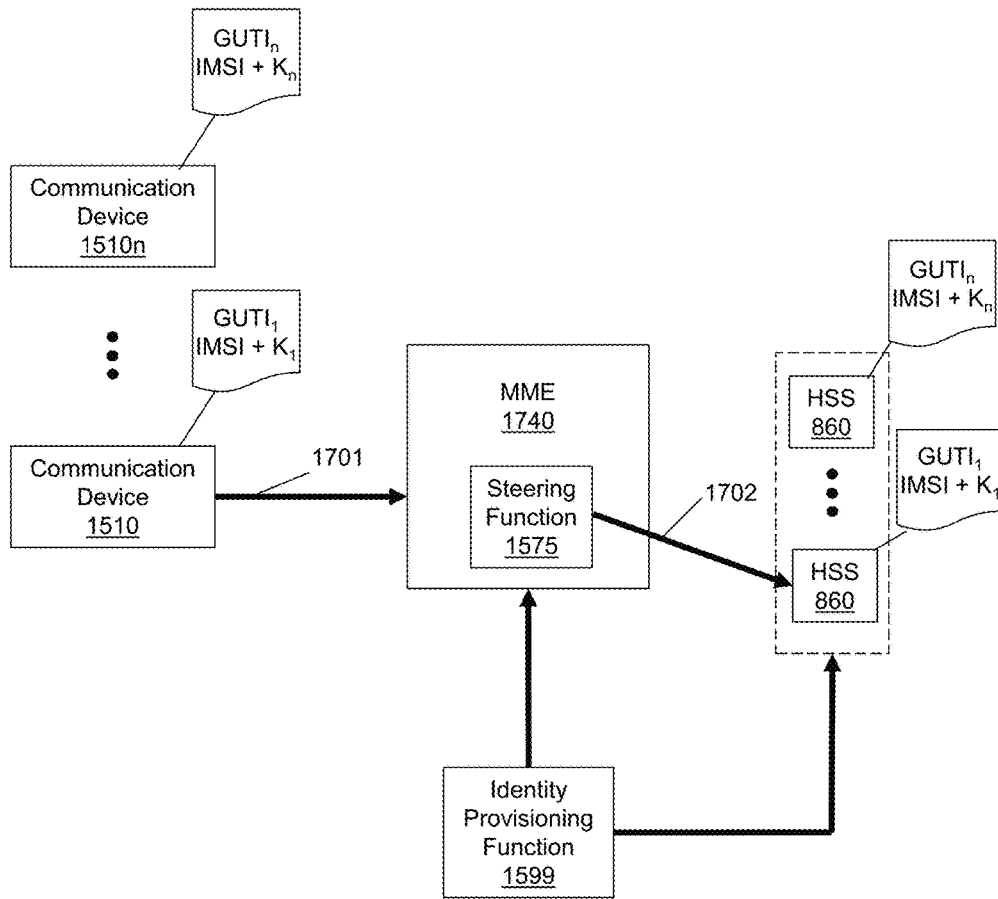 GUTIn
IMSI + Kn
Communication
Device
1510n
GUTI1
IMSI + K1
Communication
Device
1510
1701
MME
1740
Steering
Function
1575
1702
GUTIn
IMSI + Kn
HSS
860
GUTI1
IMSI + K1
HSS
860
Identity
Provisioning
Function
1599